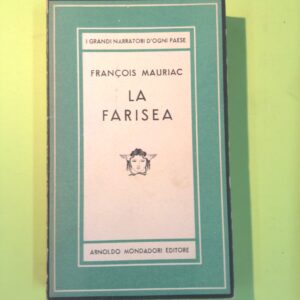 I GRANDI NARRATORI D'OGNI PAESE
FRANÇOIS MAURIAC
LA
FARISEA
ARNOLDO MONDADORI EDITORE